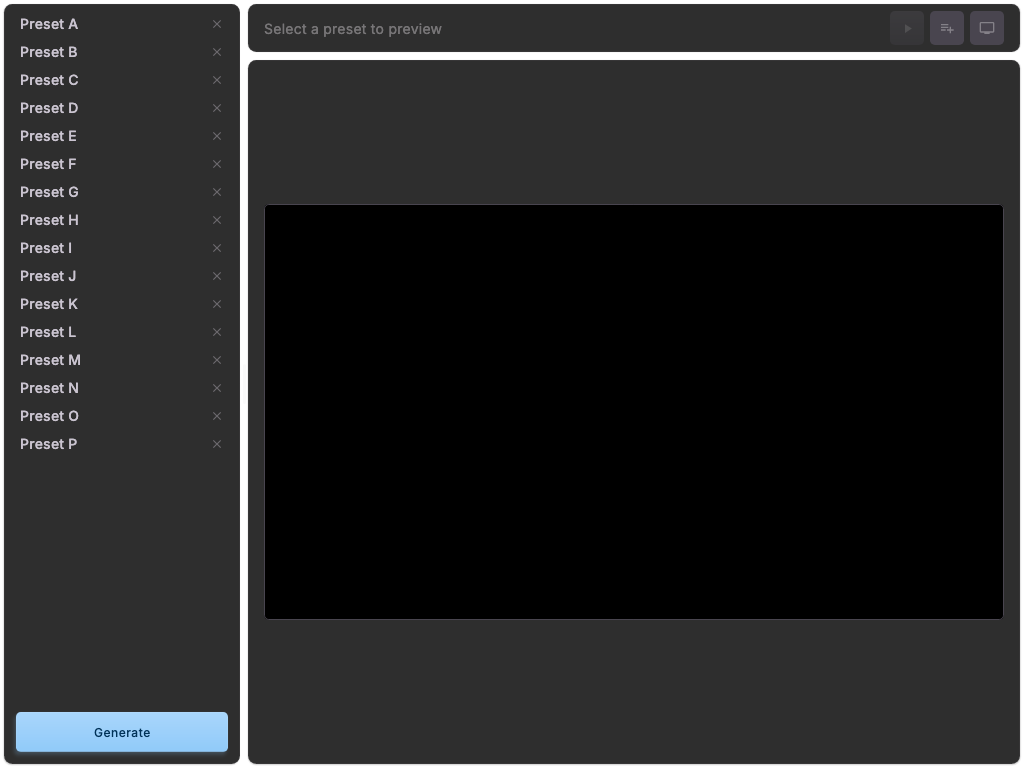 Preset A
Preset B
Preset C
Preset D
Preset E
Preset F
Preset G
Preset H
Preset I
Preset J
Preset K
Preset L
Preset M
Preset N
Preset O
Preset P
Generate
Select a preset to preview